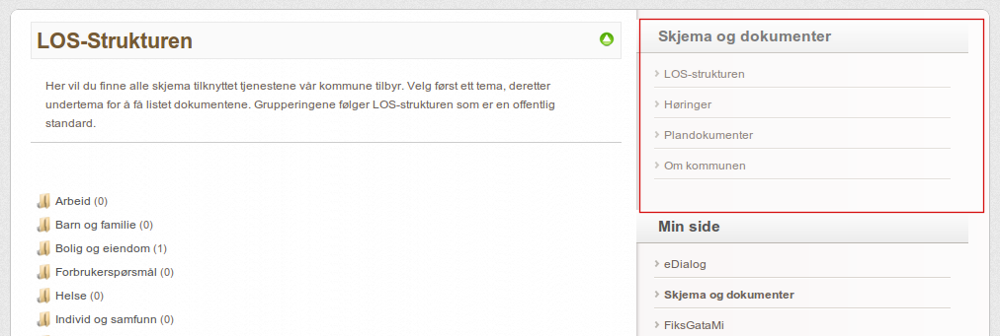 LOS-Strukturen
Her vil du finne alle skjema tilknyttet tjenestene vår kommune tilbyr. Velg først ett tema, deretter
undertema for å få listet dokumentene. Grupperingene følger LOS-strukturen som er en offentlig
standard.
Arbeid (0)
Barn og familie (0)
Bolig og eiendom (1)
Forbrukerspørsmål (0)
Helse (0)
Individ og samfunn (0)
Skjema og dokumenter
LOS-strukturen
Høringer
Plandokumenter
Om kommunen
Min side
eDialog
Skjema og dokumenter
FiksGataMi